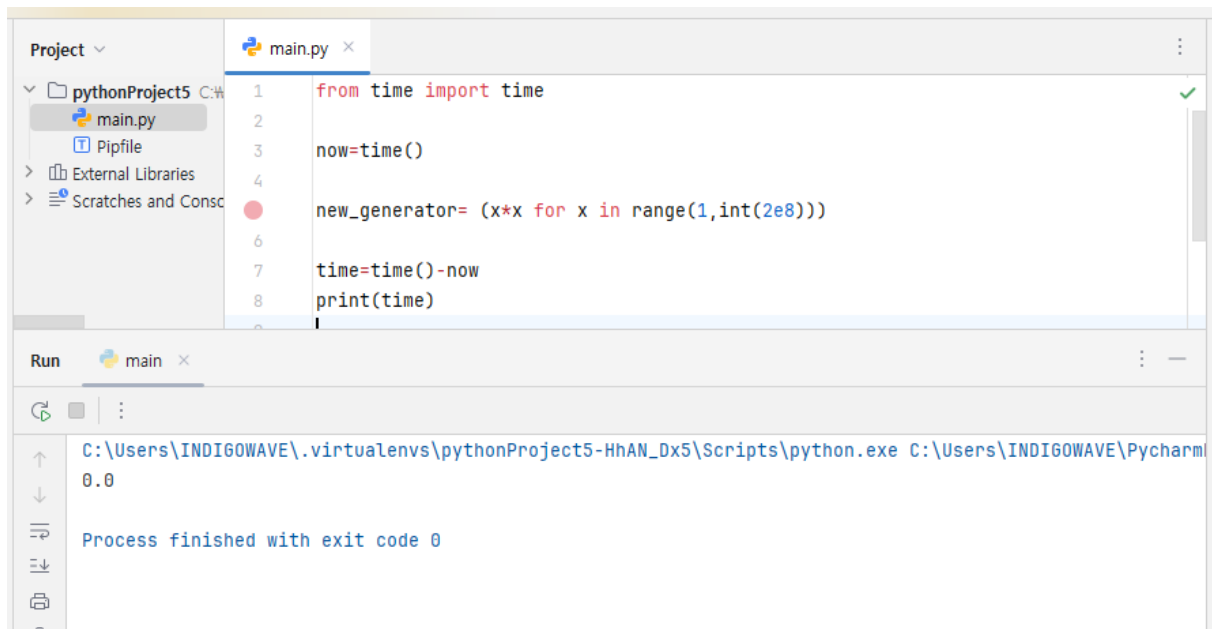 Project
main.py
pythonProject5 C:\
main.py
Pipfile
External Libraries
Scratches and Consc
1 from time import time
2
3 now=time()
4
new_generator= (x*x for x in range(1,int(2e8)))
6
7 time=time()-now
8 print(time)
Run main
C:\Users\INDIGOWAVE\.virtualenvs\pythonProject5-HhAN_Dx5\Scripts\python.exe C:\Users\INDIGOWAVE\Pycharm
0.0
Process finished with exit code 0